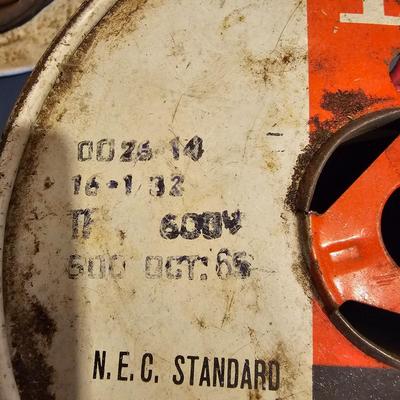 0026-14
16-1/32
TF 600V
500 OCT. 65
N.E.C. STANDARD